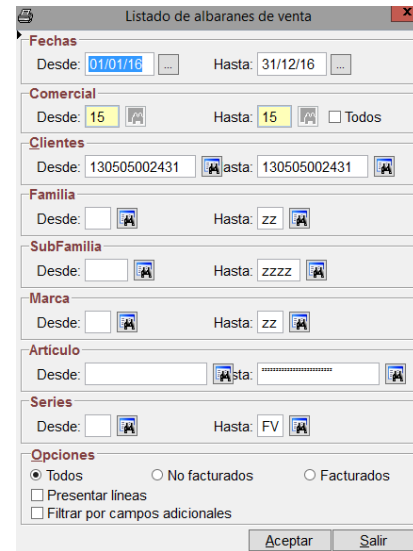 Listado de albaranes de venta x
Fechas
Desde: 01/01/16 ... Hasta: 31/12/16 ...
Comercial
Desde: 15 Hasta: 15 Todos
Clientes
Desde: 130505002431 asta: 130505002431
Familia
Desde: Hasta: zz
SubFamilia
Desde: Hasta: zzzz
Marca
Desde: Hasta: zz
Artículo
Desde: sta:
Series
Desde: Hasta: FV
Opciones
Todos No facturados Facturados
Presentar líneas
Filtrar por campos adicionales
Aceptar Salir